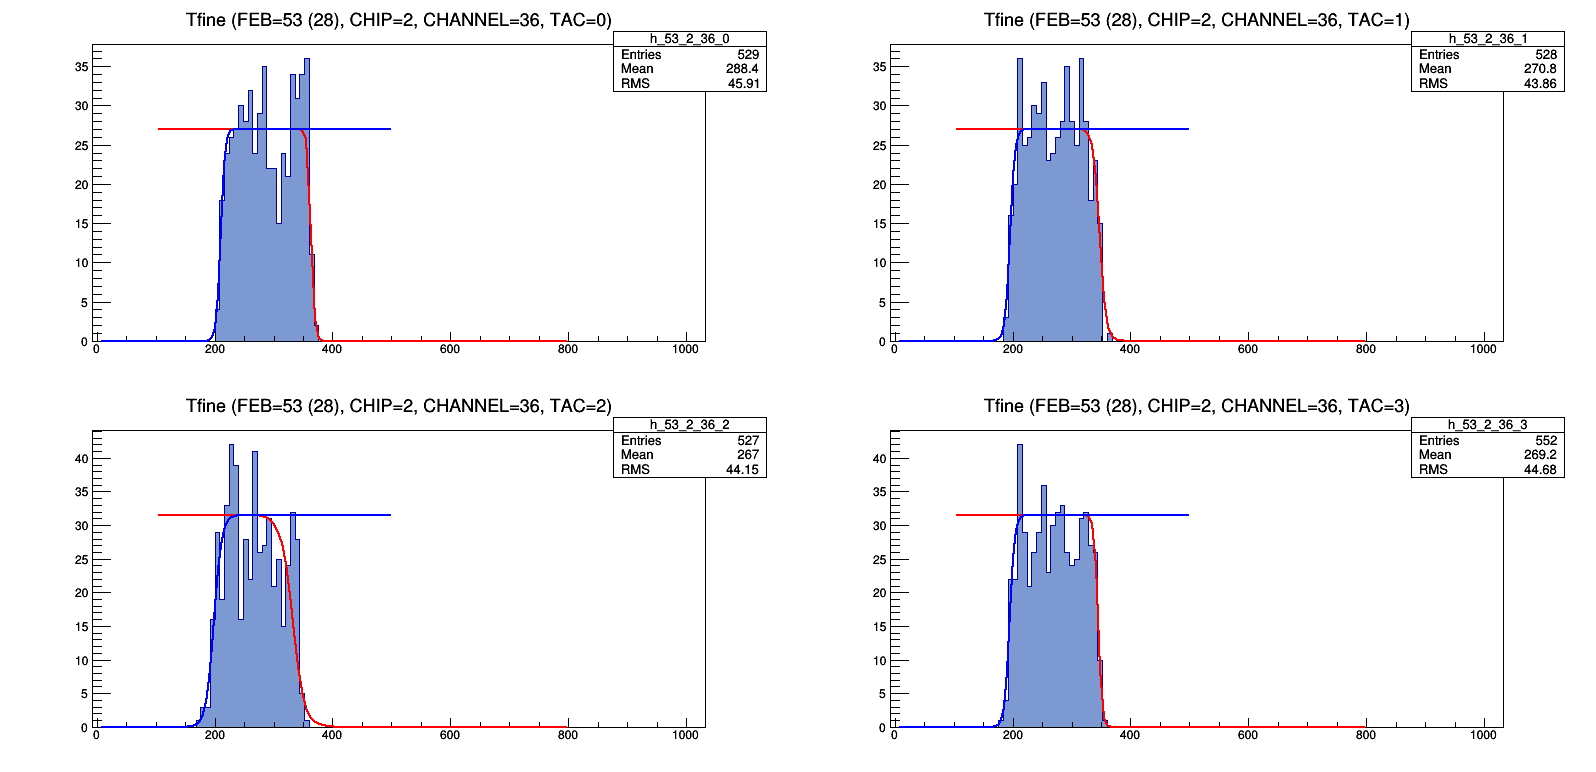 Tfine (FEB=53 (28), CHIP=2, CHANNEL=36, TAC=0)
h_53_2_36_0
Entries 529
Mean 288.4
RMS 45.91
35
30
25
20
15
10
5
0
0 200 400 600 800 1000
Tfine (FEB=53 (28), CHIP=2, CHANNEL=36, TAC=1)
h_53_2_36_1
Entries 528
Mean 270.8
RMS 43.86
35
30
25
20
15
10
5
0
0 200 400 600 800 1000
Tfine (FEB=53 (28), CHIP=2, CHANNEL=36, TAC=2)
h_53_2_36_2
Entries 527
Mean 267
RMS 44.15
40
35
30
25
20
15
10
5
0
0 200 400 600 800 1000
Tfine (FEB=53 (28), CHIP=2, CHANNEL=36, TAC=3)
h_53_2_36_3
Entries 552
Mean 269.2
RMS 44.68
40
35
30
25
20
15
10
5
0
0 200 400 600 800 1000